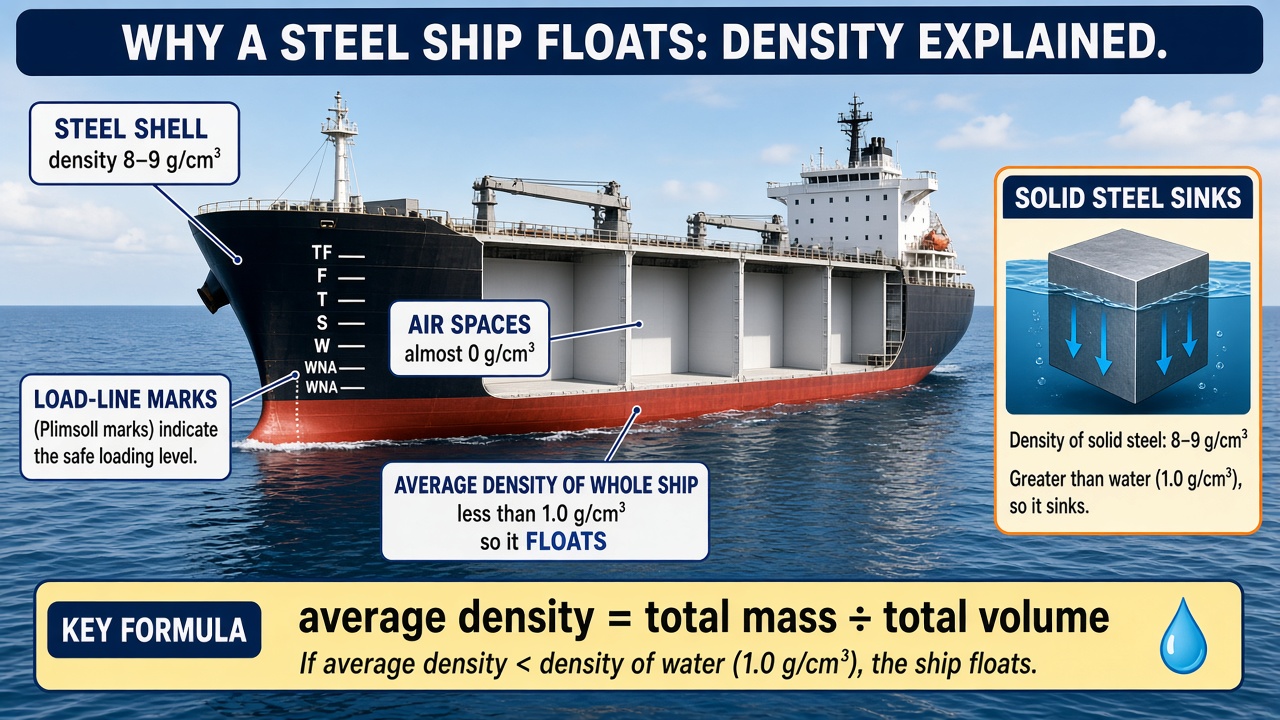 WHY A STEEL SHIP FLOATS: DENSITY EXPLAINED.
STEEL SHELL
density 8–9 g/cm³
TF
F
T
S
W
WNA
WNA
AIR SPACES
almost 0 g/cm³
LOAD-LINE MARKS
(Plimsoll marks) indicate
the safe loading level.
AVERAGE DENSITY OF WHOLE SHIP
less than 1.0 g/cm³
so it FLOATS
SOLID STEEL SINKS
Density of solid steel: 8–9 g/cm³
Greater than water (1.0 g/cm³),
so it sinks.
KEY FORMULA
average density = total mass ÷ total volume
If average density < density of water (1.0 g/cm³), the ship floats.